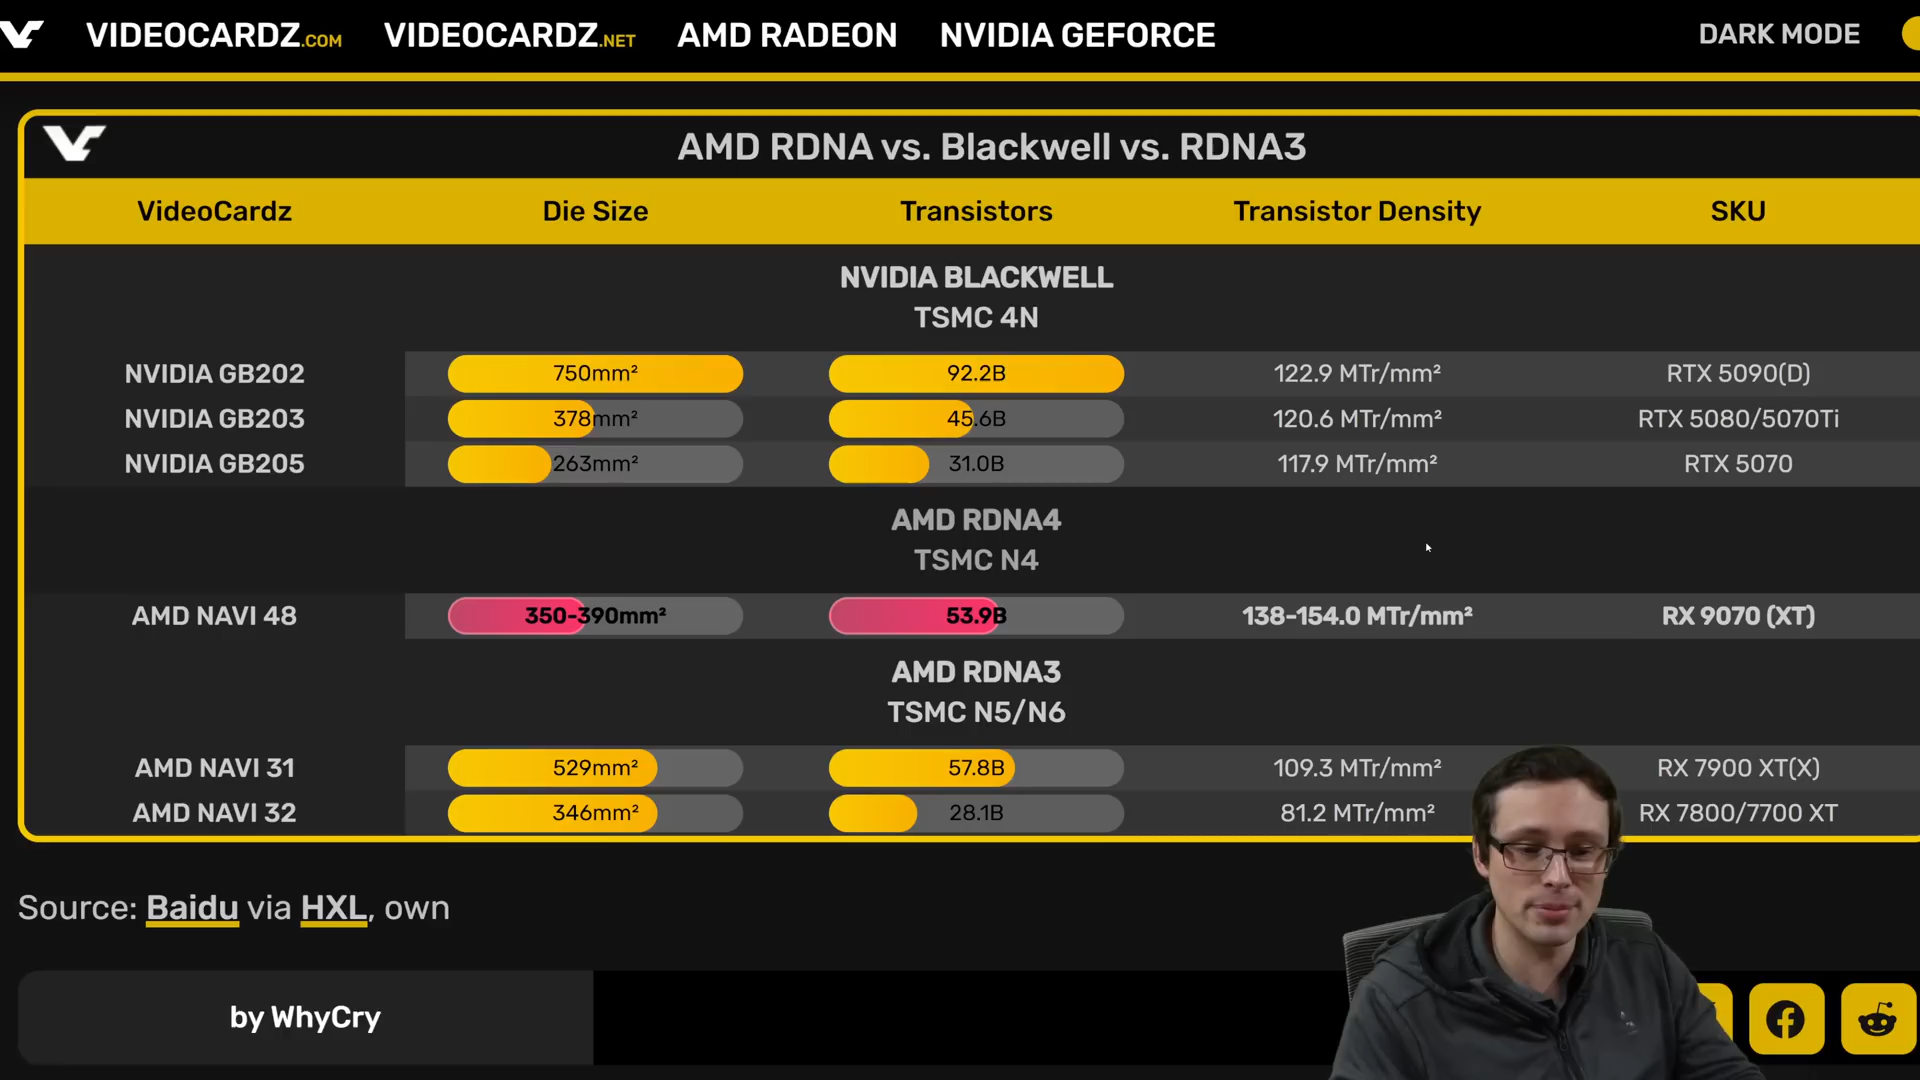 VIDEOCARDZ.COM VIDEOCARDZ.NET AMD RADEON NVIDIA GEFORCE DARK MODE
AMD RDNA vs. Blackwell vs. RDNA3
VideoCardz Die Size Transistors Transistor Density SKU
NVIDIA BLACKWELL
TSMC 4N
NVIDIA GB202 750mm² 92.2B 122.9 MTr/mm² RTX 5090(D)
NVIDIA GB203 378mm² 45.6B 120.6 MTr/mm² RTX 5080/5070Ti
NVIDIA GB205 263mm² 31.0B 117.9 MTr/mm² RTX 5070
AMD RDNA4
TSMC N4
AMD NAVI 48 350-390mm² 53.9B 138-154.0 MTr/mm² RX 9070 (XT)
AMD RDNA3
TSMC N5/N6
AMD NAVI 31 529mm² 57.8B 109.3 MTr/mm² RX 7900 XT(X)
AMD NAVI 32 346mm² 28.1B 81.2 MTr/mm² RX 7800/7700 XT
Source: Baidu via HXL, own
by WhyCry